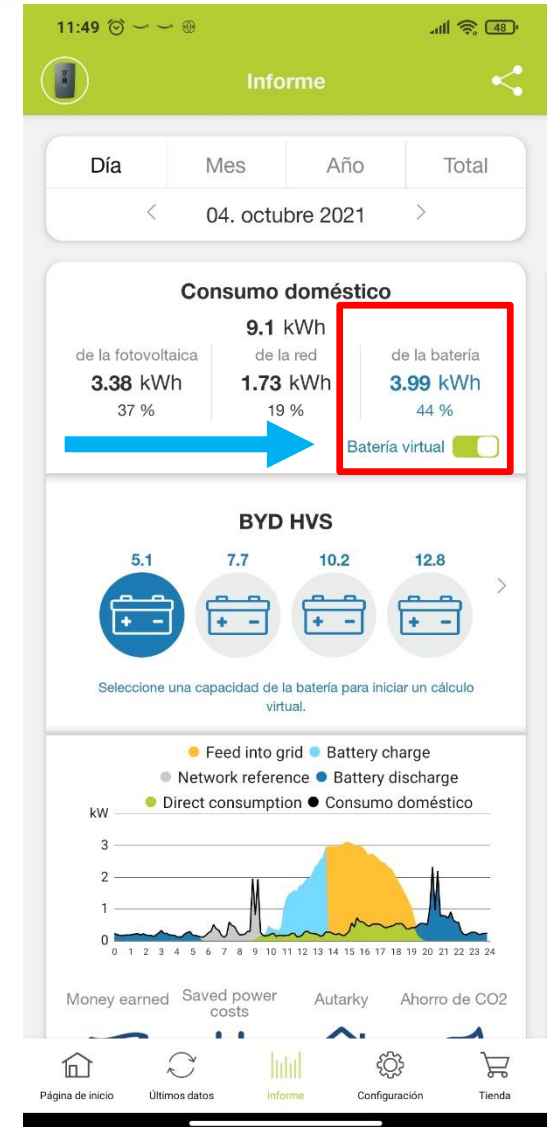 11:49 48
Informe
Día Mes Año Total
< 04. octubre 2021 >
Consumo doméstico
9.1 kWh
de la fotovoltaica de la red de la batería
3.38 kWh 1.73 kWh 3.99 kWh
37 % 19 % 44 %
Batería virtual
BYD HVS
5.1 7.7 10.2 12.8
Seleccione una capacidad de la batería para iniciar un cálculo
virtual.
Feed into grid Battery charge
Network reference Battery discharge
Direct consumption Consumo doméstico
kW
3
2
1
0
0 1 2 3 4 5 6 7 8 9 10 11 12 13 14 15 16 17 18 19 20 21 22 23 24
Money earned Saved power Autarky Ahorro de CO2
costs
Página de inicio Últimos datos Informe Configuración Tienda